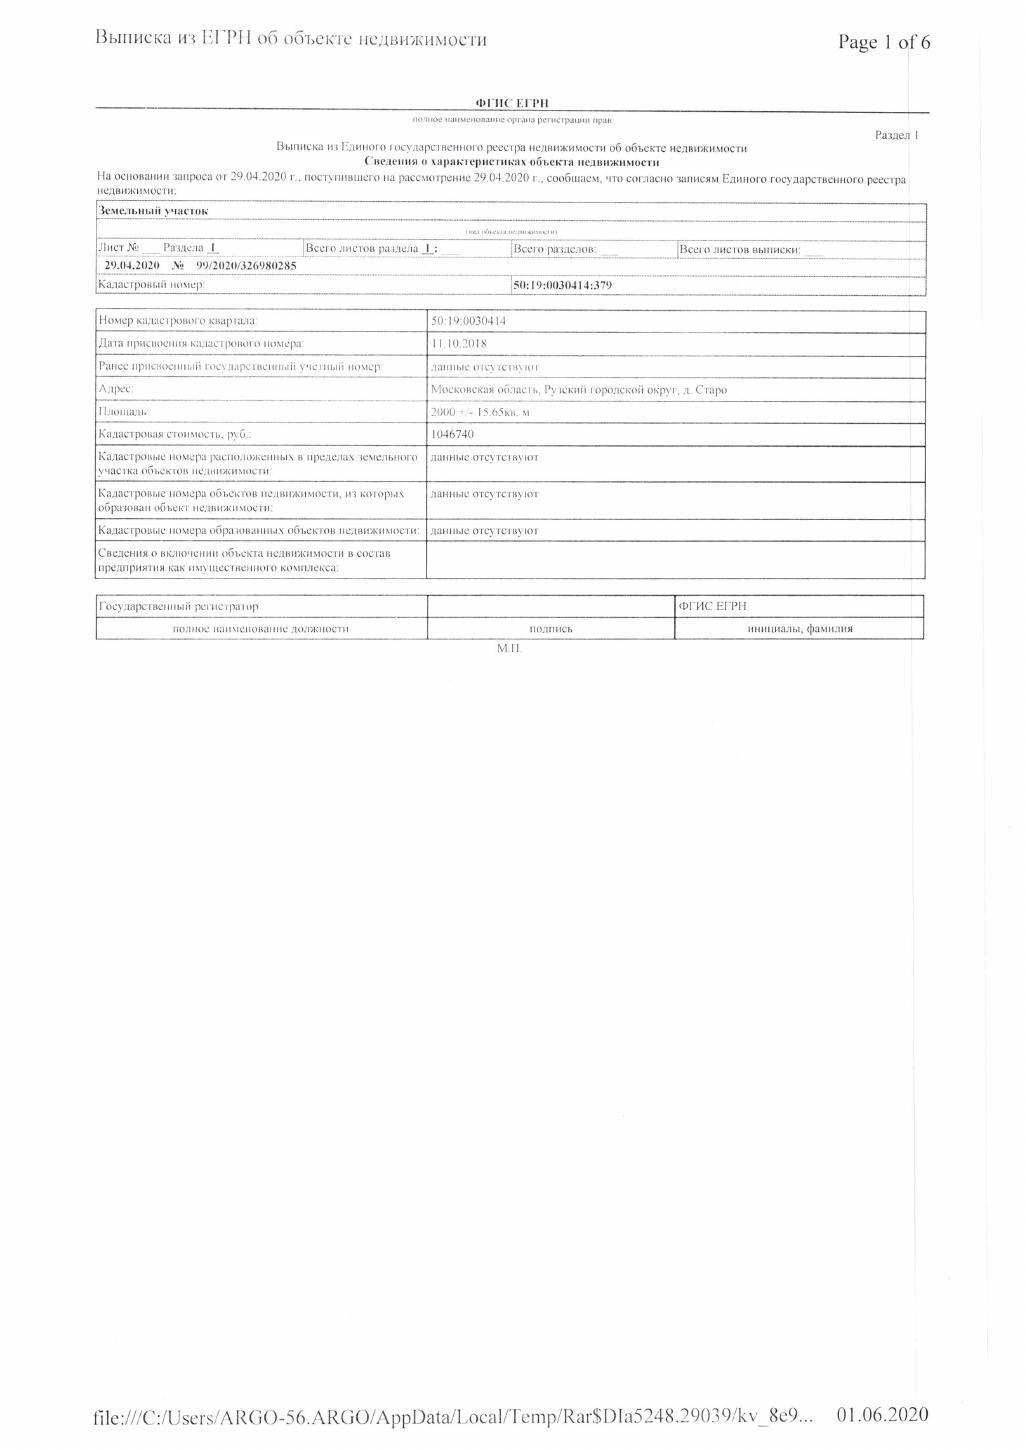 Выписка из ЕГРН об объекте недвижимости
Page 1 of 6
ФГИС ЕГРН
полное наименование органа регистрации прав
Раздел 1
Выписка из Единого государственного реестра недвижимости об объекте недвижимости
Сведения о характеристиках объекта недвижимости
На основании запроса от 29.04.2020 г., поступившего на рассмотрение 29.04.2020 г., сообщаем, что согласно записям Единого государственного реестра
недвижимости:
Земельный участок
(вид объекта недвижимости)
Лист № ___ Раздела 1 Всего листов раздела 1 : ___ Всего разделов: ___ Всего листов выписки: ___
29.04.2020 № 99/2020/326980285
Кадастровый номер: 50:19:0030414:379
Номер кадастрового квартала: 50:19:0030414
Дата присвоения кадастрового номера: 11.10.2018
Ранее присвоенный государственный учетный номер: данные отсутствуют
Адрес: Московская область, Рузский городской округ, д. Старо
Площадь: 2000 +/- 15.65кв. м
Кадастровая стоимость, руб.: 1046740
Кадастровые номера расположенных в пределах земельного данные отсутствуют
участка объектов недвижимости:
Кадастровые номера объектов недвижимости, из которых данные отсутствуют
образован объект недвижимости:
Кадастровые номера образованных объектов недвижимости: данные отсутствуют
Сведения о включении объекта недвижимости в состав
предприятия как имущественного комплекса:
Государственный регистратор ФГИС ЕГРН
полное наименование должности подпись инициалы, фамилия
М.П.
file:///C:/Users/ARGO-56.ARGO/AppData/Local/Temp/Rar$DIa5248.29039/kv_8e9... 01.06.2020